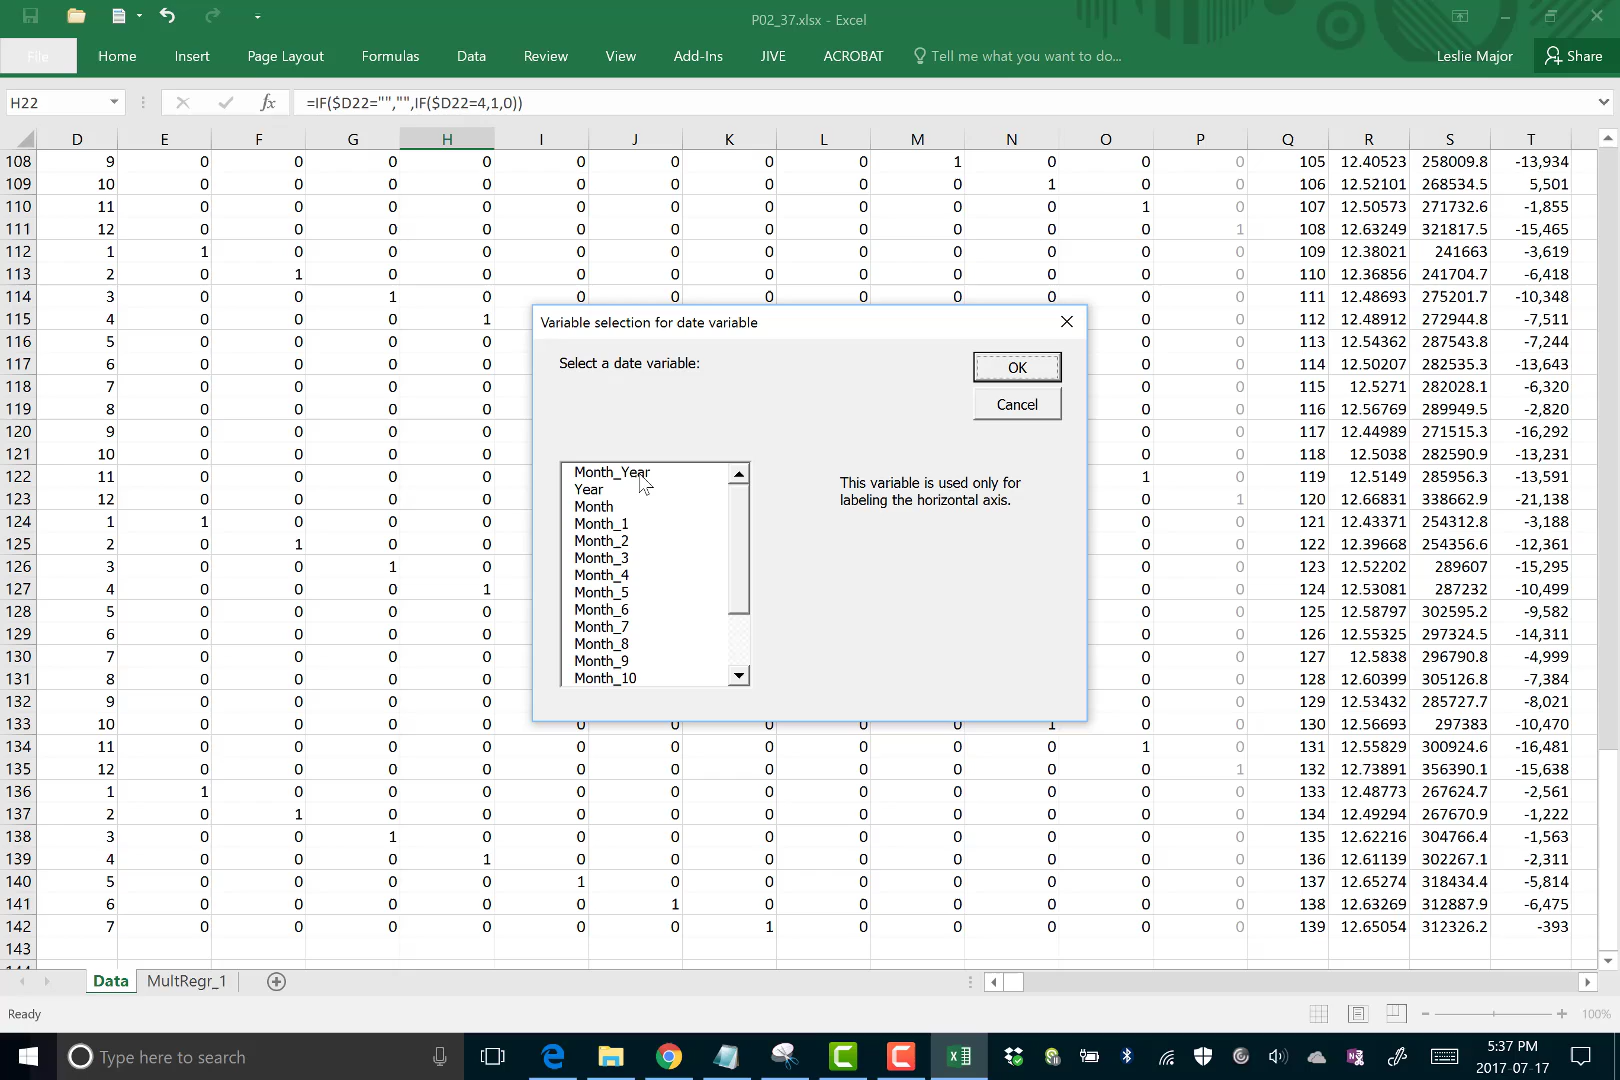 P02_37.xlsx - Excel
File Home Insert Page Layout Formulas Data Review View Add-Ins JIVE ACROBAT Tell me what you want to do... Leslie Major Share
H22 fx =IF($D22="","",IF($D22=4,1,0))
D E F G H I J K L M N O P Q R S T
108 9 0 0 0 0 0 0 0 0 1 0 0 0 105 12.40523 258009.8 -13,934
109 10 0 0 0 0 0 0 0 0 0 1 0 0 106 12.52101 268534.5 5,501
110 11 0 0 0 0 0 0 0 0 0 0 1 0 107 12.50573 271732.6 -1,855
111 12 0 0 0 0 0 0 0 0 0 0 0 1 108 12.63249 321817.5 -15,465
112 1 1 0 0 0 0 0 0 0 0 0 0 0 109 12.38021 241663 -3,619
113 2 0 1 0 0 0 0 0 0 0 0 0 0 110 12.36856 241704.7 -6,418
114 3 0 0 1 0 0 0 0 0 0 0 0 0 111 12.48693 275201.7 -10,348
115 4 0 0 0 1 0 0 112 12.48912 272944.8 -7,511
116 5 0 0 0 0 0 0 113 12.54362 287543.8 -7,244
117 6 0 0 0 0 0 0 114 12.50207 282535.3 -13,643
118 7 0 0 0 0 0 0 115 12.5271 282028.1 -6,320
119 8 0 0 0 0 0 0 116 12.56769 289949.5 -2,820
120 9 0 0 0 0 0 0 117 12.44989 271515.3 -16,292
121 10 0 0 0 0 0 0 118 12.5038 282590.9 -13,231
122 11 0 0 0 0 1 0 119 12.5149 285956.3 -13,591
123 12 0 0 0 0 0 1 120 12.66831 338662.9 -21,138
124 1 1 0 0 0 0 0 121 12.43371 254312.8 -3,188
125 2 0 1 0 0 0 0 122 12.39668 254356.6 -12,361
126 3 0 0 1 0 0 0 123 12.52202 289607 -15,295
127 4 0 0 0 1 0 0 124 12.53081 287232 -10,499
128 5 0 0 0 0 0 0 125 12.58797 302595.2 -9,582
129 6 0 0 0 0 0 0 126 12.55325 297324.5 -14,311
130 7 0 0 0 0 0 0 127 12.5838 296790.8 -4,999
131 8 0 0 0 0 0 0 128 12.60399 305126.8 -7,384
132 9 0 0 0 0 0 0 129 12.53432 285727.7 -8,021
133 10 0 0 0 0 0 0 0 0 0 1 0 0 130 12.56693 297383 -10,470
134 11 0 0 0 0 0 0 0 0 0 0 1 0 131 12.55829 300924.6 -16,481
135 12 0 0 0 0 0 0 0 0 0 0 0 1 132 12.73891 356390.1 -15,638
136 1 1 0 0 0 0 0 0 0 0 0 0 0 133 12.48773 267624.7 -2,561
137 2 0 1 0 0 0 0 0 0 0 0 0 0 134 12.49294 267670.9 -1,222
138 3 0 0 1 0 0 0 0 0 0 0 0 0 135 12.62216 304766.4 -1,563
139 4 0 0 0 1 0 0 0 0 0 0 0 0 136 12.61139 302267.1 -2,311
140 5 0 0 0 0 1 0 0 0 0 0 0 0 137 12.65274 318434.4 -5,814
141 6 0 0 0 0 0 1 0 0 0 0 0 0 138 12.63269 312887.9 -6,475
142 7 0 0 0 0 0 0 1 0 0 0 0 0 139 12.65054 312326.2 -393
143
Variable selection for date variable
Select a date variable:
OK
Cancel
Month_Year
Year
Month
Month_1
Month_2
Month_3
Month_4
Month_5
Month_6
Month_7
Month_8
Month_9
Month_10
This variable is used only for
labeling the horizontal axis.
Data MultRegr_1
Ready 100%
Type here to search
5:37 PM
2017-07-17